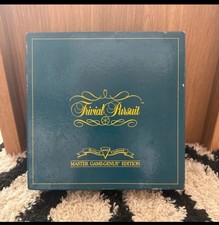 Trivial Pursuit
MASTER GAME-GENUS EDITION